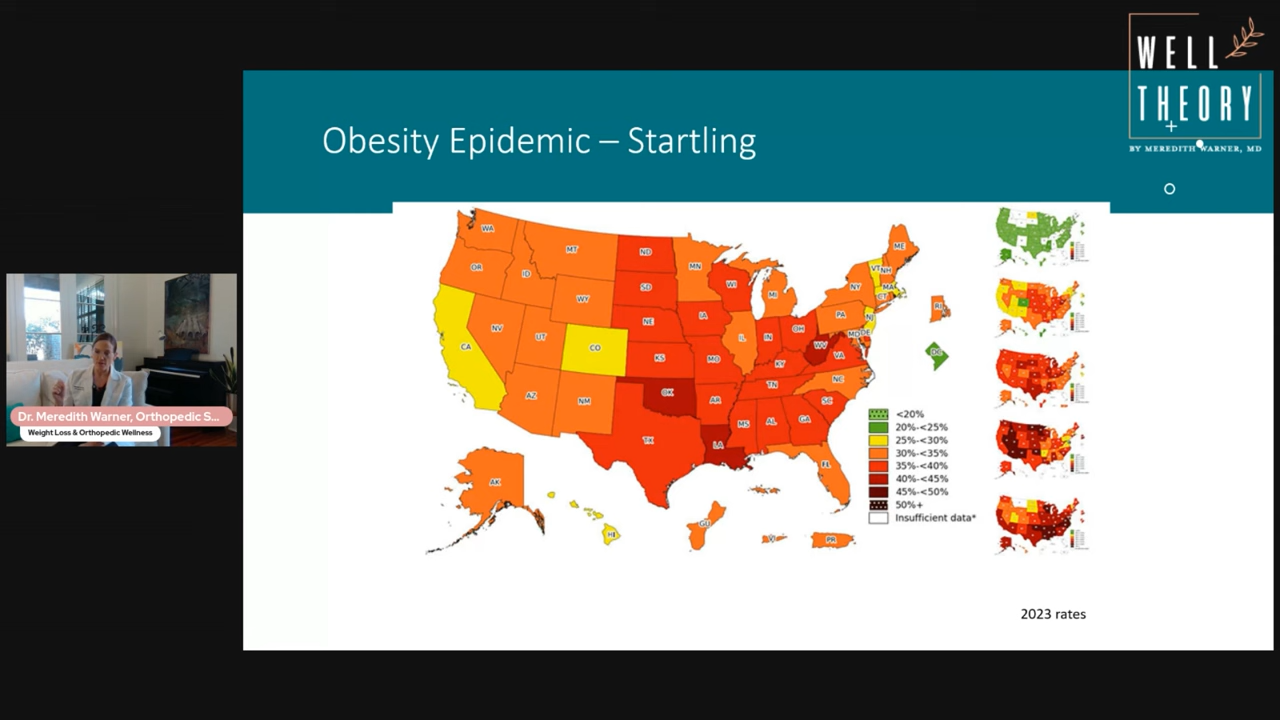 WELL
THEORY
BY MEREDITH WARNER, MD
Obesity Epidemic – Startling
WA
MT
ND
MN
ME
OR
ID
SD
WI
MI
VT
NH
NY
MA
CT
RI
WY
NE
IA
PA
NJ
NV
UT
CO
IL
IN
OH
MD
DE
DC
CA
KS
MO
KY
WV
VA
AZ
NM
OK
AR
TN
NC
SC
TX
LA
MS
AL
GA
FL
AK
HI
GU
VI
PR
<20%
20%-<25%
25%-<30%
30%-<35%
35%-<40%
40%-<45%
45%-<50%
50%+
Insufficient data*
2023 rates
Dr. Meredith Warner, Orthopedic S...
Weight Loss & Orthopedic Wellness